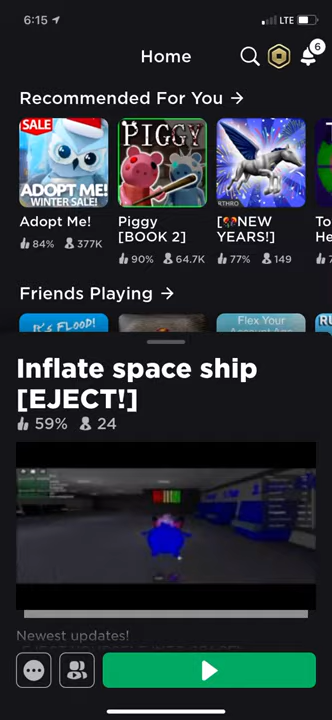 6:15
LTE
Home
6
Recommended For You →
SALE
ADOPT ME!
WINTER SALE!
PIGGY
RTHRO
Adopt Me!
Piggy
[BOOK 2]
[NEW
YEARS!]
84% 377K
90% 64.7K
77% 149
Friends Playing →
IT'S FLOOD!
Flex Your
Inflate space ship
[EJECT!]
59% 24
Newest updates!